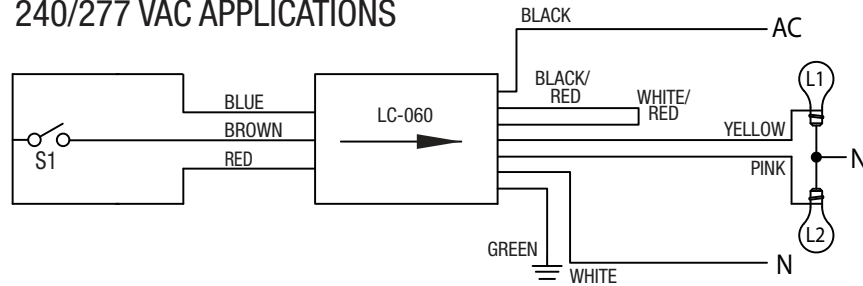 240/277 VAC APPLICATIONS
BLACK
AC
BLACK/
RED
WHITE/
RED
L1
BLUE
LC-060
BROWN
YELLOW
S1
RED
PINK
N
L2
GREEN
WHITE
N